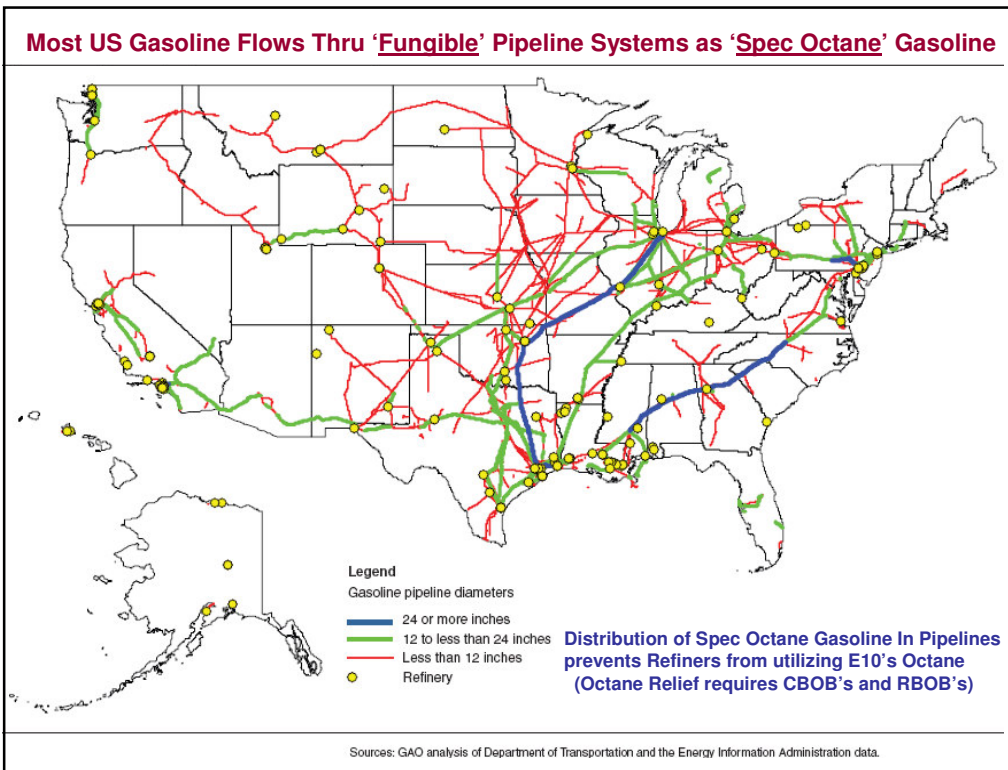 Most US Gasoline Flows Thru ‘Fungible’ Pipeline Systems as ‘Spec Octane’ Gasoline
Legend
Gasoline pipeline diameters
24 or more inches
12 to less than 24 inches
Less than 12 inches
Refinery
Distribution of Spec Octane Gasoline In Pipelines
prevents Refiners from utilizing E10’s Octane
(Octane Relief requires CBOB’s and RBOB’s)
Sources: GAO analysis of Department of Transportation and the Energy Information Administration data.